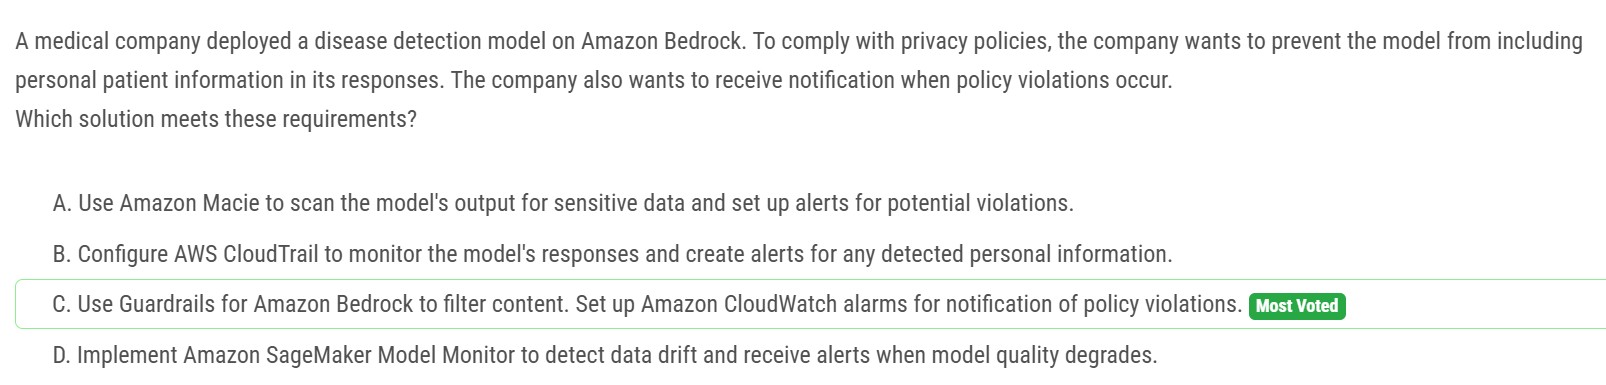 A medical company deployed a disease detection model on Amazon Bedrock. To comply with privacy policies, the company wants to prevent the model from including
personal patient information in its responses. The company also wants to receive notification when policy violations occur.
Which solution meets these requirements?
A. Use Amazon Macie to scan the model's output for sensitive data and set up alerts for potential violations.
B. Configure AWS CloudTrail to monitor the model's responses and create alerts for any detected personal information.
C. Use Guardrails for Amazon Bedrock to filter content. Set up Amazon CloudWatch alarms for notification of policy violations. Most Voted
D. Implement Amazon SageMaker Model Monitor to detect data drift and receive alerts when model quality degrades.